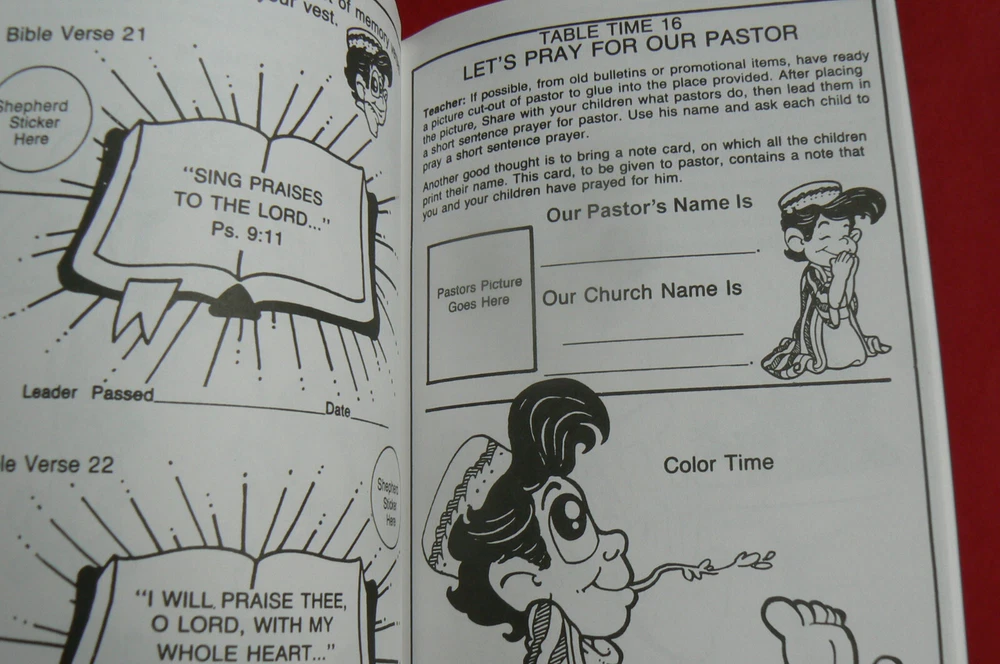 t of memory
our vest.
Bible Verse 21
Shepherd
Sticker
Here
"SING PRAISES
TO THE LORD..."
Ps. 9:11
Leader Passed
Date
le Verse 22
Shepherd
Sticker
Here
"I WILL PRAISE THEE,
O LORD, WITH MY
WHOLE HEART..."
TABLE TIME 16
LET'S PRAY FOR OUR PASTOR
Teacher: If possible, from old bulletins or promotional items, have ready
a picture cut-out of pastor to glue into the place provided. After placing
the picture, Share with your children what pastors do, then lead them in
a short sentence prayer for pastor. Use his name and ask each child to
pray a short sentence prayer.
Another good thought is to bring a note card, on which all the children
print their name. This card, to be given to pastor, contains a note that
you and your children have prayed for him.
Our Pastor's Name Is
Pastors Picture
Goes Here
Our Church Name Is
Color Time